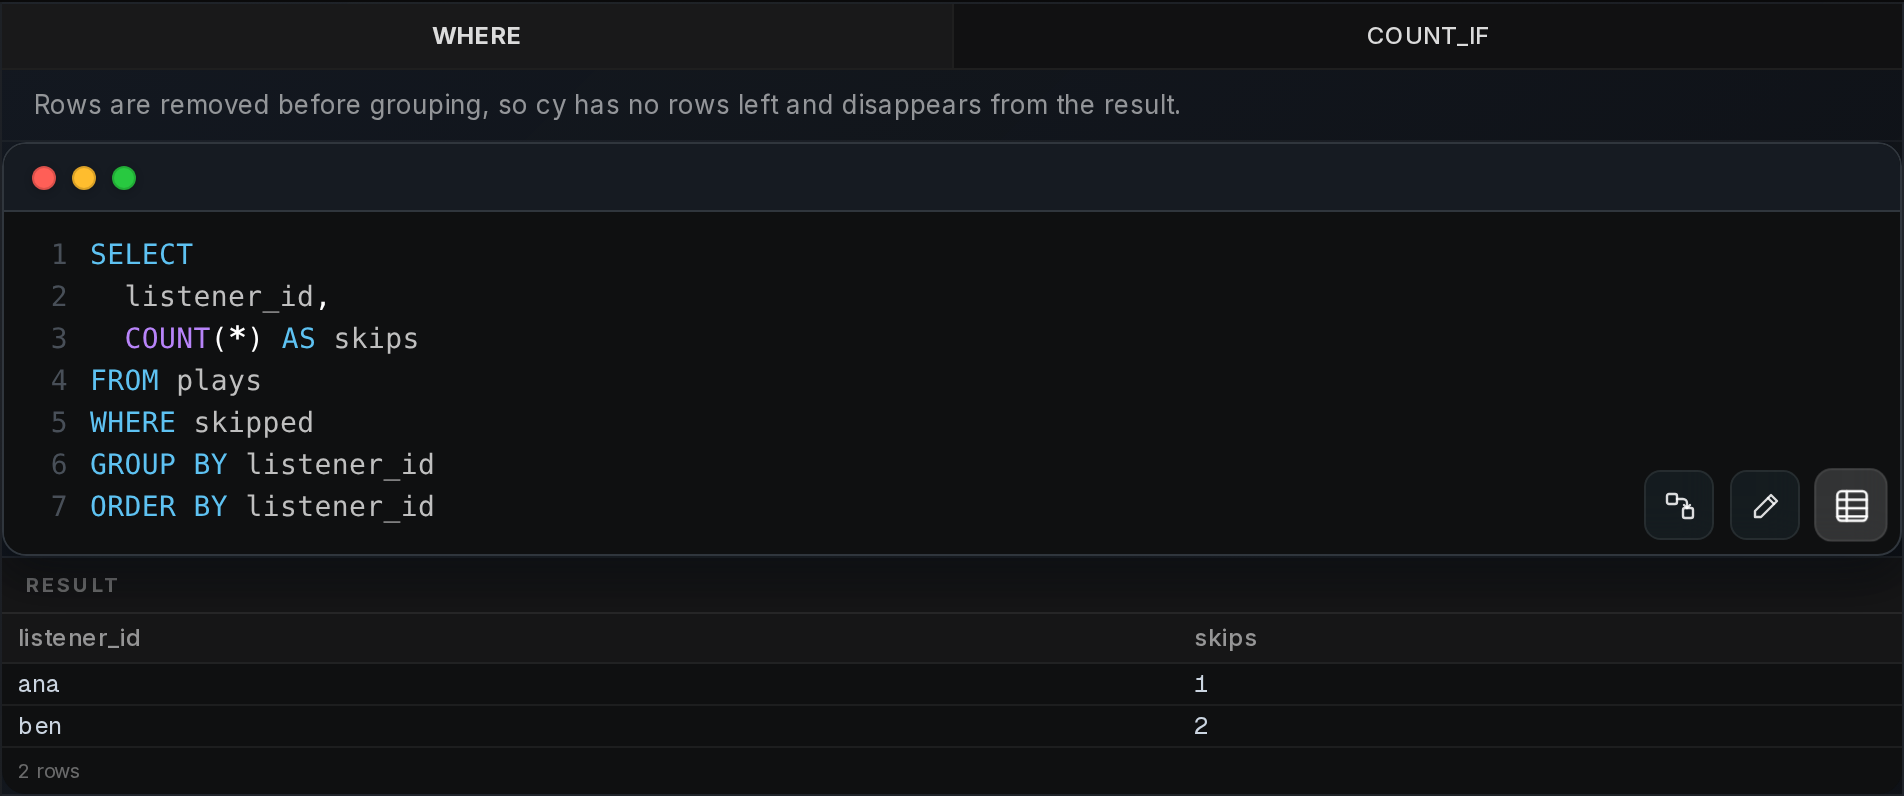 WHERE
COUNT_IF
Rows are removed before grouping, so cy has no rows left and disappears from the result.
1 SELECT
2   listener_id,
3   COUNT(*) AS skips
4 FROM plays
5 WHERE skipped
6 GROUP BY listener_id
7 ORDER BY listener_id
RESULT
listener_id skips
ana 1
ben 2
2 rows